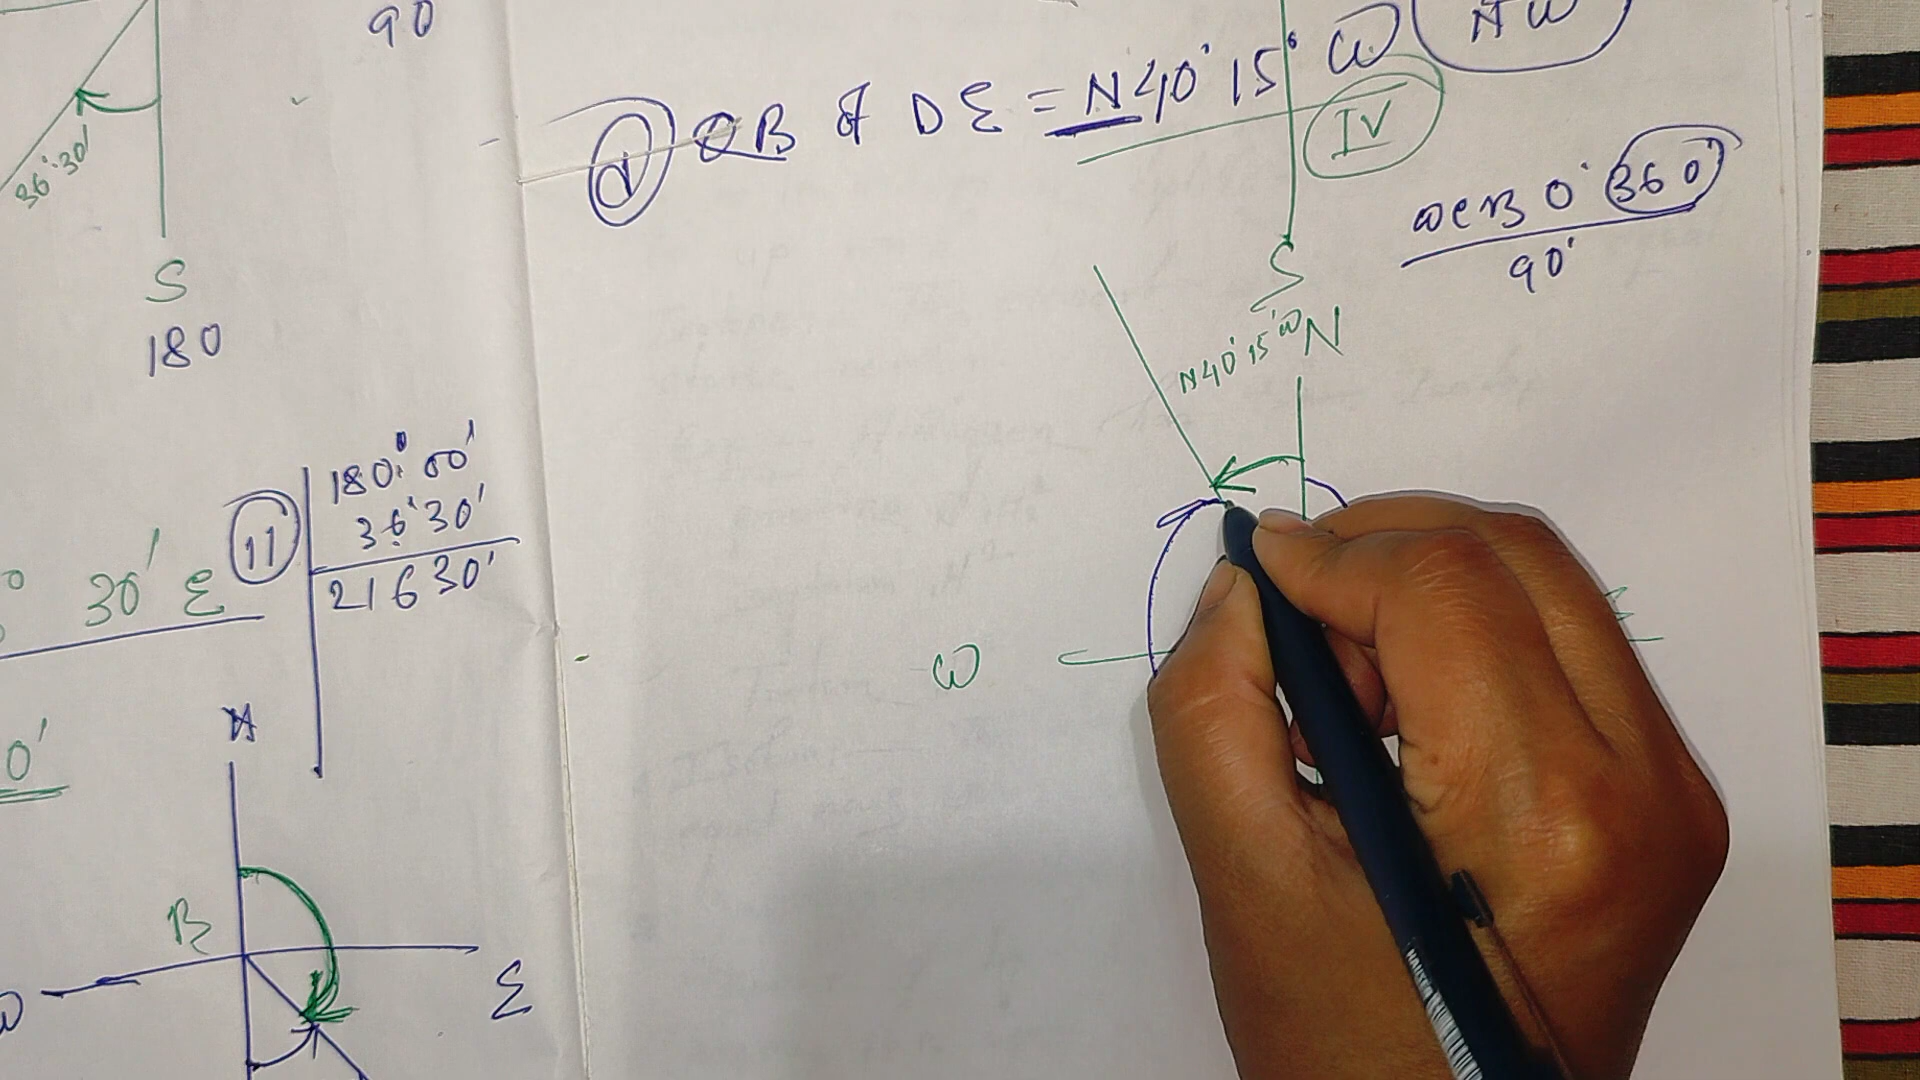 90
36°30'
S
180
180° 00'
36° 30'
216 30'
11
30' E
0'
N
B
E
W
NW
QB of DE = N40° 15' W
IV
WCB 0° 360
90°
S
N40° 15' W
N
W